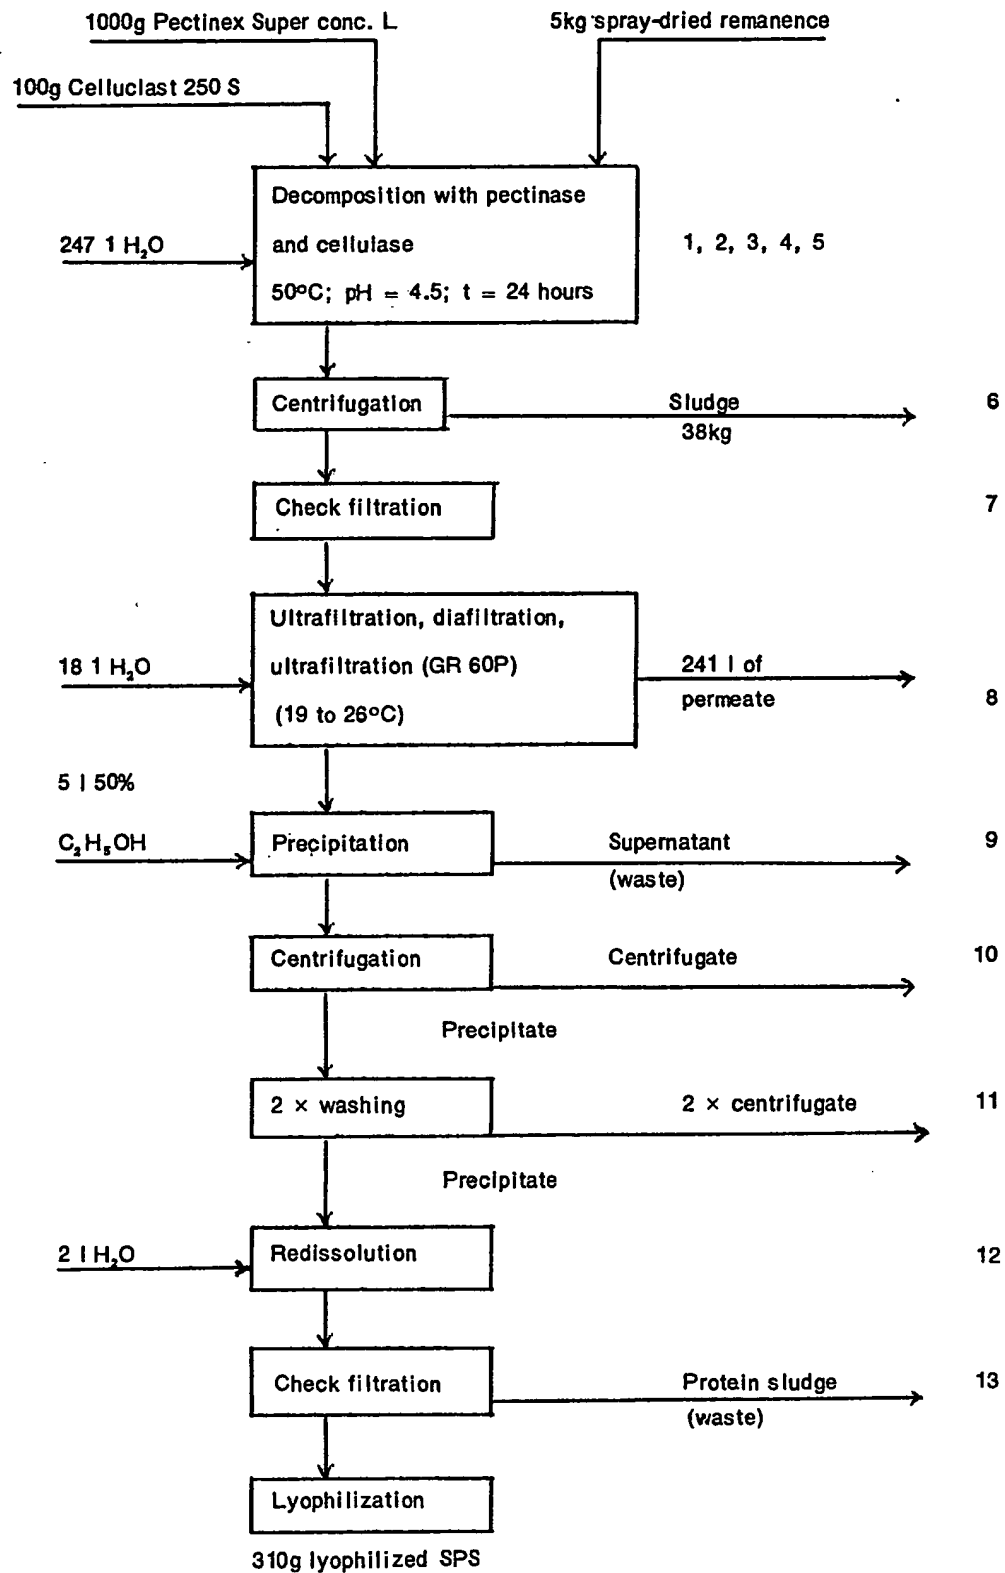 1000g Pectinex Super conc. L
5kg spray-dried remanence
100g Celluclast 250 S
Decomposition with pectinase
and cellulase
50°C; pH = 4.5; t = 24 hours
247 1 H₂O
1, 2, 3, 4, 5
Centrifugation
Sludge
38kg
6
Check filtration
7
Ultrafiltration, diafiltration,
ultrafiltration (GR 60P)
(19 to 26°C)
18 1 H₂O
241 l of
permeate
8
5 l 50%
C₂H₅OH
Precipitation
Supernatant
(waste)
9
Centrifugation
Centrifugate
10
Precipitate
2 × washing
2 × centrifugate
11
Precipitate
2 l H₂O
Redissolution
12
Check filtration
Protein sludge
(waste)
13
Lyophilization
310g lyophilized SPS